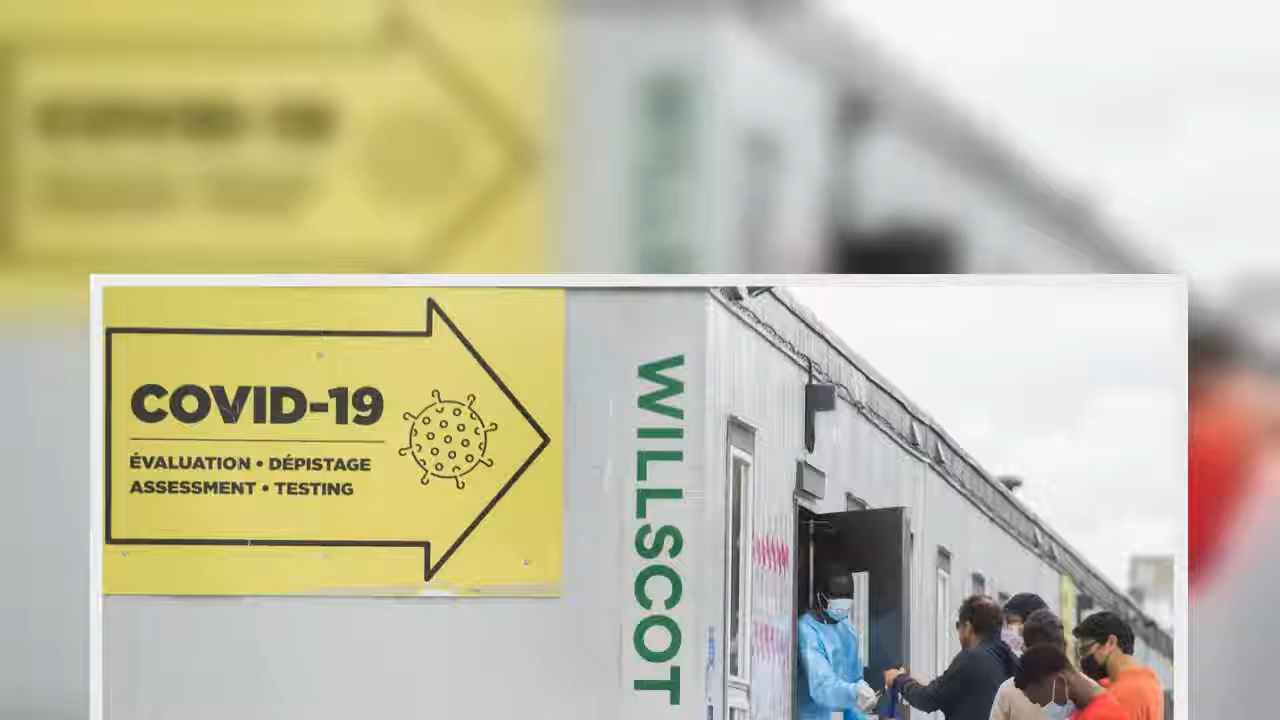 COVID-19
ÉVALUATION • DÉPISTAGE
ASSESSMENT • TESTING
WILLSCOT